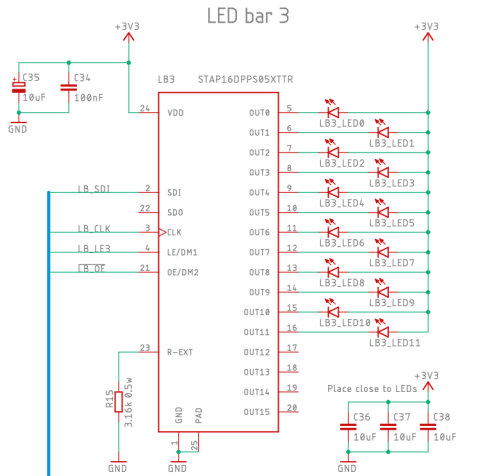 LED bar 3
+3V3
+3V3
C35
10uF
C34
100nF
GND
LB3
STAP16DPPS05XTTR
24 VDD
LB_SDI 2 SDI
22 SDO
LB_CLK 3 CLK
LB_LE3 4 LE/DM1
LB_OE 21 OE/DM2
23 R-EXT
R15
3.16k 0.5w
GND
GND
1
PAD
25
GND
OUT0 5 LB3_LED0
OUT1 6 LB3_LED1
OUT2 7 LB3_LED2
OUT3 8 LB3_LED3
OUT4 9 LB3_LED4
OUT5 10 LB3_LED5
OUT6 11 LB3_LED6
OUT7 12 LB3_LED7
OUT8 13 LB3_LED8
OUT9 14 LB3_LED9
OUT10 15 LB3_LED10
OUT11 16 LB3_LED11
OUT12 17
OUT13 18
OUT14 19
OUT15 20
+3V3
Place close to LEDs
C36
10uF
C37
10uF
C38
10uF
GND